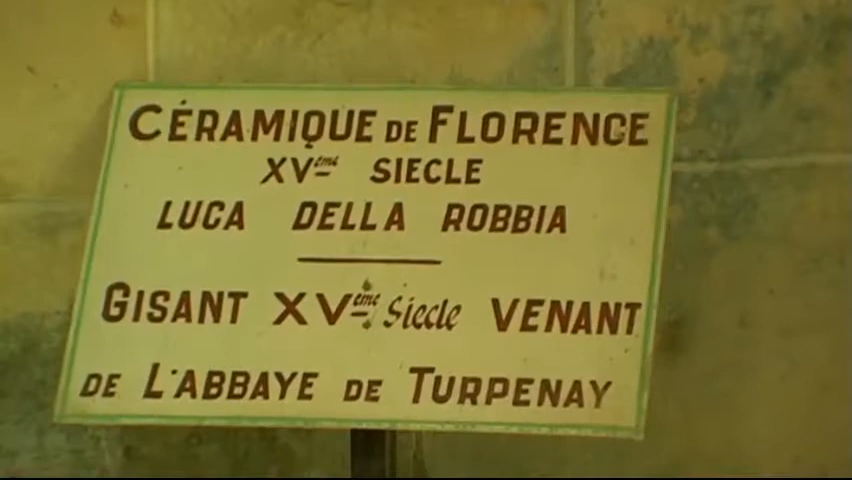 CÉRAMIQUE DE FLORENCE
XVème SIECLE
LUCA DELLA ROBBIA
GISANT XVème Siecle VENANT
DE L'ABBAYE DE TURPENAY